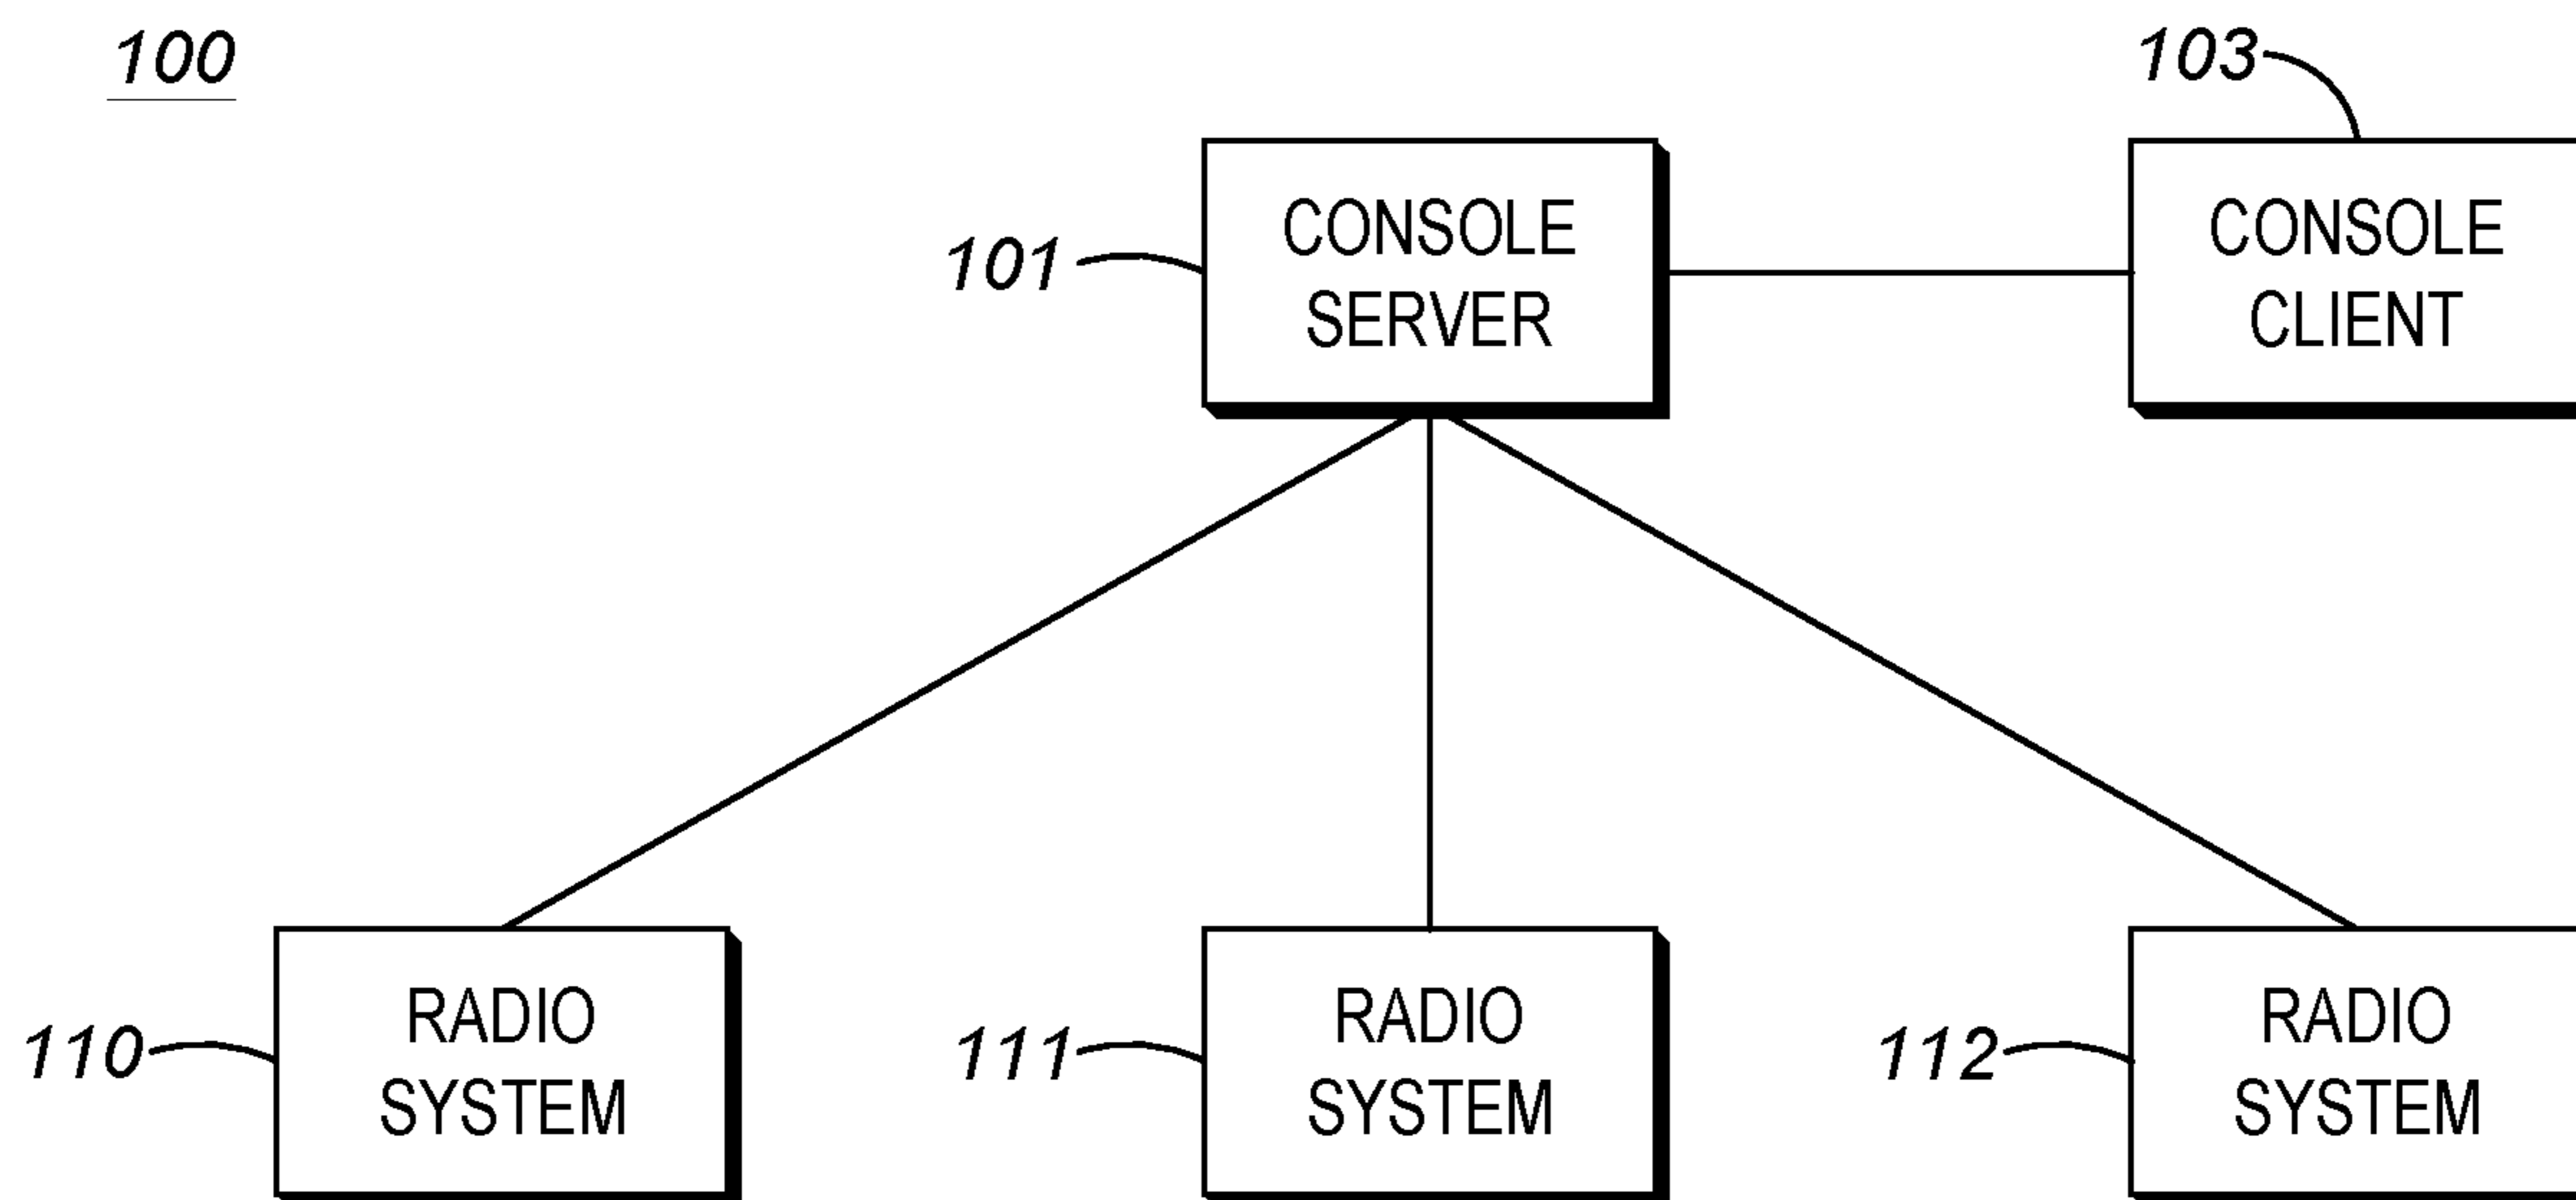 100
103
CONSOLE
SERVER
101
CONSOLE
CLIENT
RADIO
SYSTEM
110
RADIO
SYSTEM
111
RADIO
SYSTEM
112